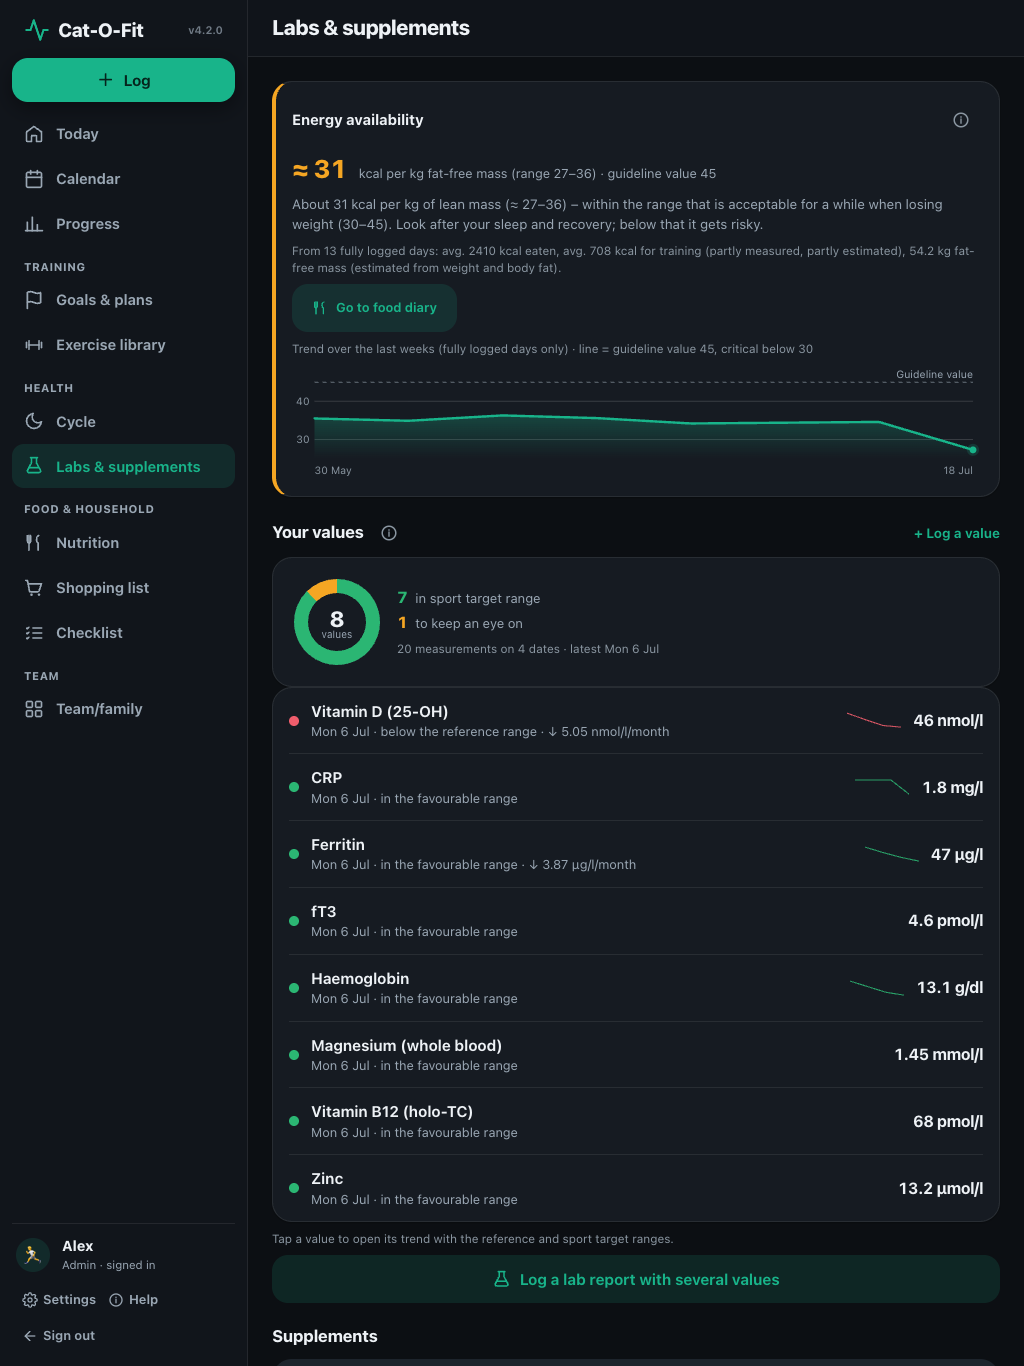 Cat-O-Fit
v4.2.0
Log
Today
Calendar
Progress
TRAINING
Goals & plans
Exercise library
HEALTH
Cycle
Labs & supplements
FOOD & HOUSEHOLD
Nutrition
Shopping list
Checklist
TEAM
Team/family
Alex
Admin · signed in
Settings
Help
Sign out
Labs & supplements
Energy availability
≈ 31 kcal per kg fat-free mass (range 27–36) · guideline value 45
About 31 kcal per kg of lean mass (≈ 27–36) – within the range that is acceptable for a while when losing
weight (30–45). Look after your sleep and recovery; below that it gets risky.
From 13 fully logged days: avg. 2410 kcal eaten, avg. 708 kcal for training (partly measured, partly estimated), 54.2 kg fat-
free mass (estimated from weight and body fat).
Go to food diary
Trend over the last weeks (fully logged days only) · line = guideline value 45, critical below 30
Guideline value
40
30
30 May
18 Jul
Your values
+ Log a value
8
values
7 in sport target range
1 to keep an eye on
20 measurements on 4 dates · latest Mon 6 Jul
Vitamin D (25-OH)
Mon 6 Jul · below the reference range · ↓ 5.05 nmol/l/month
46 nmol/l
CRP
Mon 6 Jul · in the favourable range
1.8 mg/l
Ferritin
Mon 6 Jul · in the favourable range · ↓ 3.87 µg/l/month
47 µg/l
fT3
Mon 6 Jul · in the favourable range
4.6 pmol/l
Haemoglobin
Mon 6 Jul · in the favourable range
13.1 g/dl
Magnesium (whole blood)
Mon 6 Jul · in the favourable range
1.45 mmol/l
Vitamin B12 (holo-TC)
Mon 6 Jul · in the favourable range
68 pmol/l
Zinc
Mon 6 Jul · in the favourable range
13.2 µmol/l
Tap a value to open its trend with the reference and sport target ranges.
Log a lab report with several values
Supplements